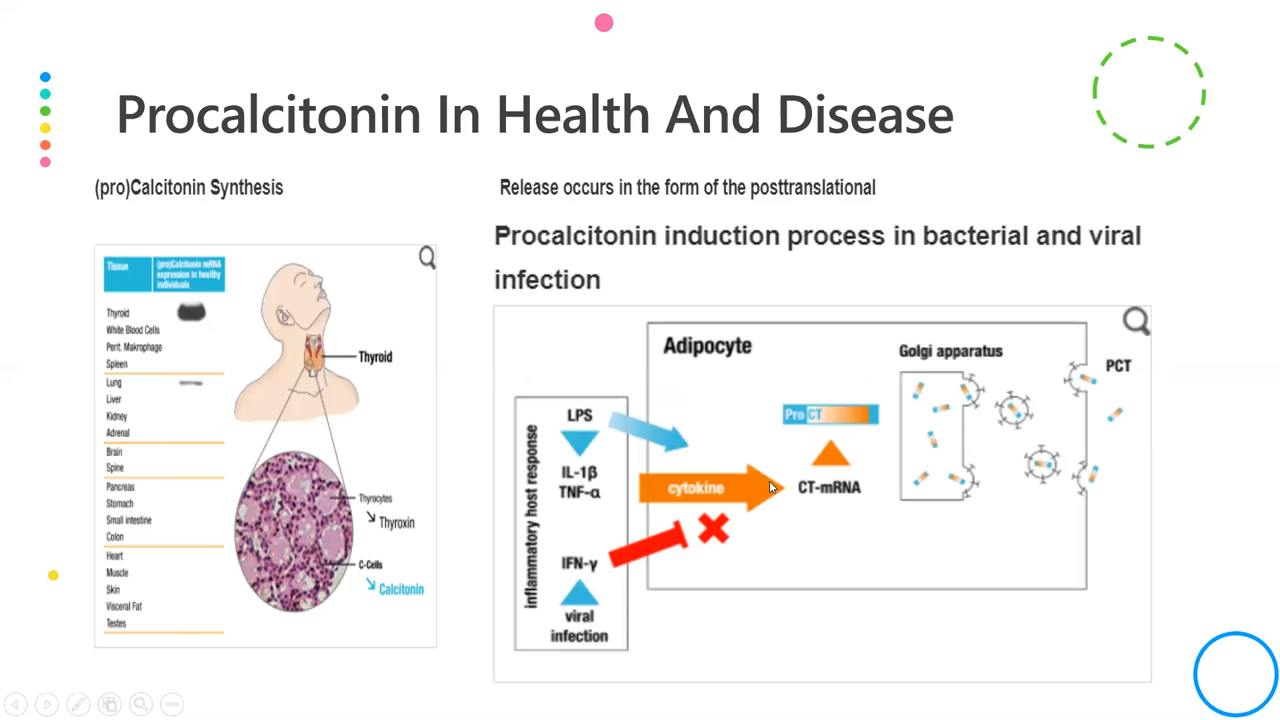 Procalcitonin In Health And Disease
(pro)Calcitonin Synthesis
Tissue
(pro)Calcitonin mRNA
expression in healthy
individuals
Thyroid
White Blood Cells
Perit. Makrophage
Spleen
Lung
Liver
Kidney
Adrenal
Brain
Spine
Pancreas
Stomach
Small intestine
Colon
Heart
Muscle
Skin
Visceral Fat
Testes
Thyroid
Thyrocytes
Thyroxin
C-Cells
Calcitonin
Release occurs in the form of the posttranslational
Procalcitonin induction process in bacterial and viral
infection
inflammatory host response
LPS
IL-1β
TNF-α
IFN-γ
viral
infection
Adipocyte
cytokine
Pro CT
CT-mRNA
Golgi apparatus
PCT